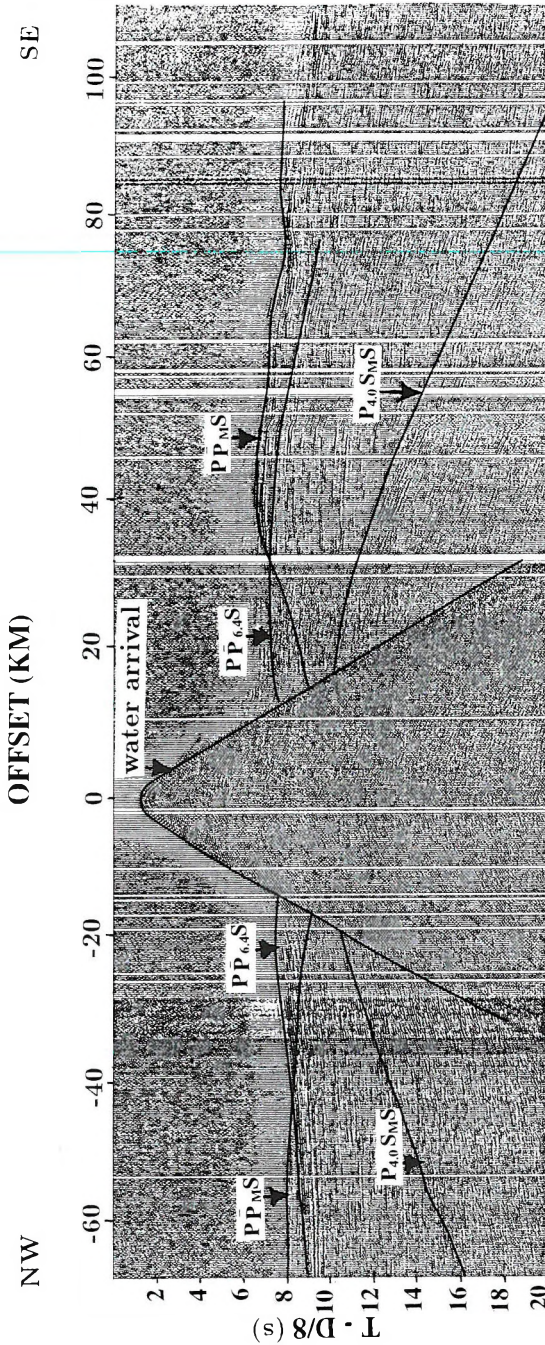 OFFSET (KM)
NW
SE
-60
-40
-20
0
20
40
60
80
100
T - D/8 (s)
2
4
6
8
10
12
14
16
18
20
water arrival
PP̄MS
PP̄6.4S
P̄4.0SMS
PP̄6.4S
PP̄MS
P4.0SMS